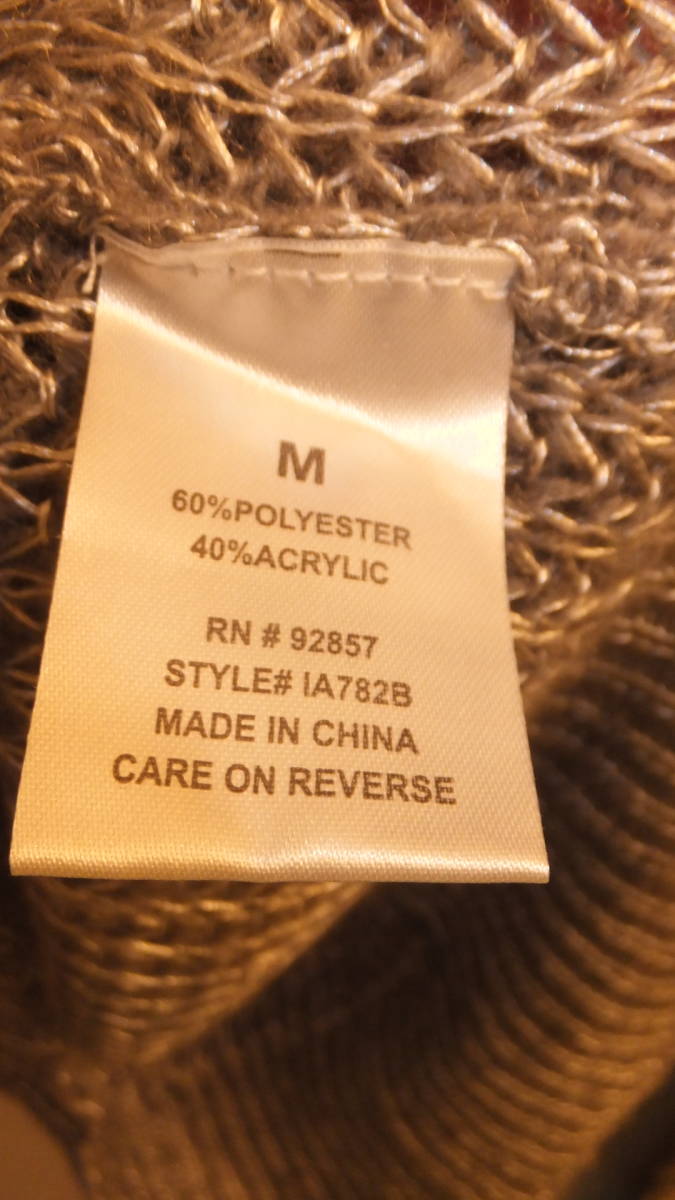 M
60%POLYESTER
40%ACRYLIC
RN # 92857
STYLE# IA782B
MADE IN CHINA
CARE ON REVERSE